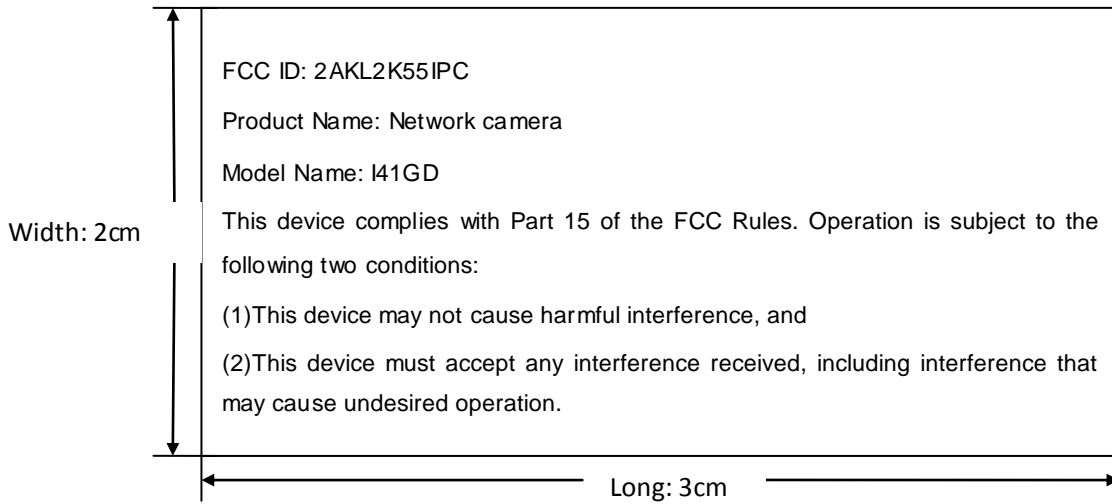 FCC ID: 2AKL2K55IPC
Product Name: Network camera
Model Name: I41GD
Width: 2cm
This device complies with Part 15 of the FCC Rules. Operation is subject to the
following two conditions:
(1)This device may not cause harmful interference, and
(2)This device must accept any interference received, including interference that
may cause undesired operation.
Long: 3cm